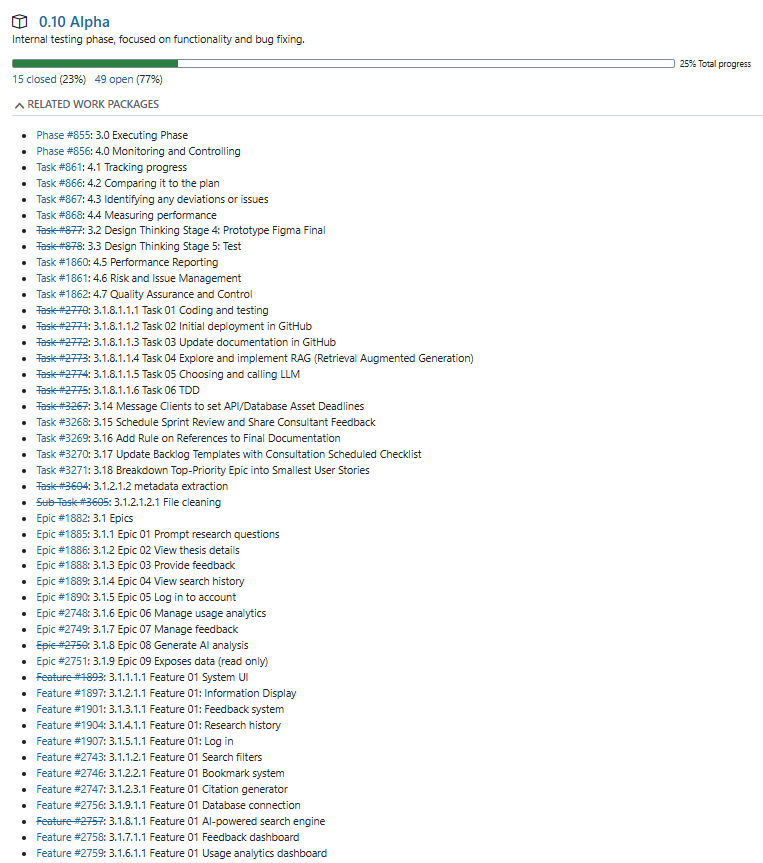 0.10 Alpha
Internal testing phase, focused on functionality and bug fixing.
25% Total progress
15 closed (23%) 49 open (77%)
RELATED WORK PACKAGES
Phase #855: 3.0 Executing Phase
Phase #856: 4.0 Monitoring and Controlling
Task #861: 4.1 Tracking progress
Task #866: 4.2 Comparing it to the plan
Task #867: 4.3 Identifying any deviations or issues
Task #868: 4.4 Measuring performance
Task #877: 3.2 Design Thinking Stage 4: Prototype Figma Final
Task #878: 3.3 Design Thinking Stage 5: Test
Task #1860: 4.5 Performance Reporting
Task #1861: 4.6 Risk and Issue Management
Task #1862: 4.7 Quality Assurance and Control
Task #2770: 3.1.8.1.1.1 Task 01 Coding and testing
Task #2771: 3.1.8.1.1.2 Task 02 Initial deployment in GitHub
Task #2772: 3.1.8.1.1.3 Task 03 Update documentation in GitHub
Task #2773: 3.1.8.1.1.4 Task 04 Explore and implement RAG (Retrieval Augmented Generation)
Task #2774: 3.1.8.1.1.5 Task 05 Choosing and calling LLM
Task #2775: 3.1.8.1.1.6 Task 06 TDD
Task #3267: 3.14 Message Clients to set API/Database Asset Deadlines
Task #3268: 3.15 Schedule Sprint Review and Share Consultant Feedback
Task #3269: 3.16 Add Rule on References to Final Documentation
Task #3270: 3.17 Update Backlog Templates with Consultation Scheduled Checklist
Task #3271: 3.18 Breakdown Top-Priority Epic into Smallest User Stories
Task #3604: 3.1.2.1.2 metadata extraction
Sub Task #3605: 3.1.2.1.2.1 File cleaning
Epic #1882: 3.1 Epics
Epic #1885: 3.1.1 Epic 01 Prompt research questions
Epic #1886: 3.1.2 Epic 02 View thesis details
Epic #1888: 3.1.3 Epic 03 Provide feedback
Epic #1889: 3.1.4 Epic 04 View search history
Epic #1890: 3.1.5 Epic 05 Log in to account
Epic #2748: 3.1.6 Epic 06 Manage usage analytics
Epic #2749: 3.1.7 Epic 07 Manage feedback
Epic #2750: 3.1.8 Epic 08 Generate AI analysis
Epic #2751: 3.1.9 Epic 09 Exposes data (read only)
Feature #1893: 3.1.1.1.1 Feature 01 System UI
Feature #1897: 3.1.2.1.1 Feature 01: Information Display
Feature #1901: 3.1.3.1.1 Feature 01: Feedback system
Feature #1904: 3.1.4.1.1 Feature 01: Research history
Feature #1907: 3.1.5.1.1 Feature 01: Log in
Feature #2743: 3.1.1.2.1 Feature 01 Search filters
Feature #2746: 3.1.2.2.1 Feature 01 Bookmark system
Feature #2747: 3.1.2.3.1 Feature 01 Citation generator
Feature #2756: 3.1.9.1.1 Feature 01 Database connection
Feature #2757: 3.1.8.1.1 Feature 01 AI-powered search engine
Feature #2758: 3.1.7.1.1 Feature 01 Feedback dashboard
Feature #2759: 3.1.6.1.1 Feature 01 Usage analytics dashboard